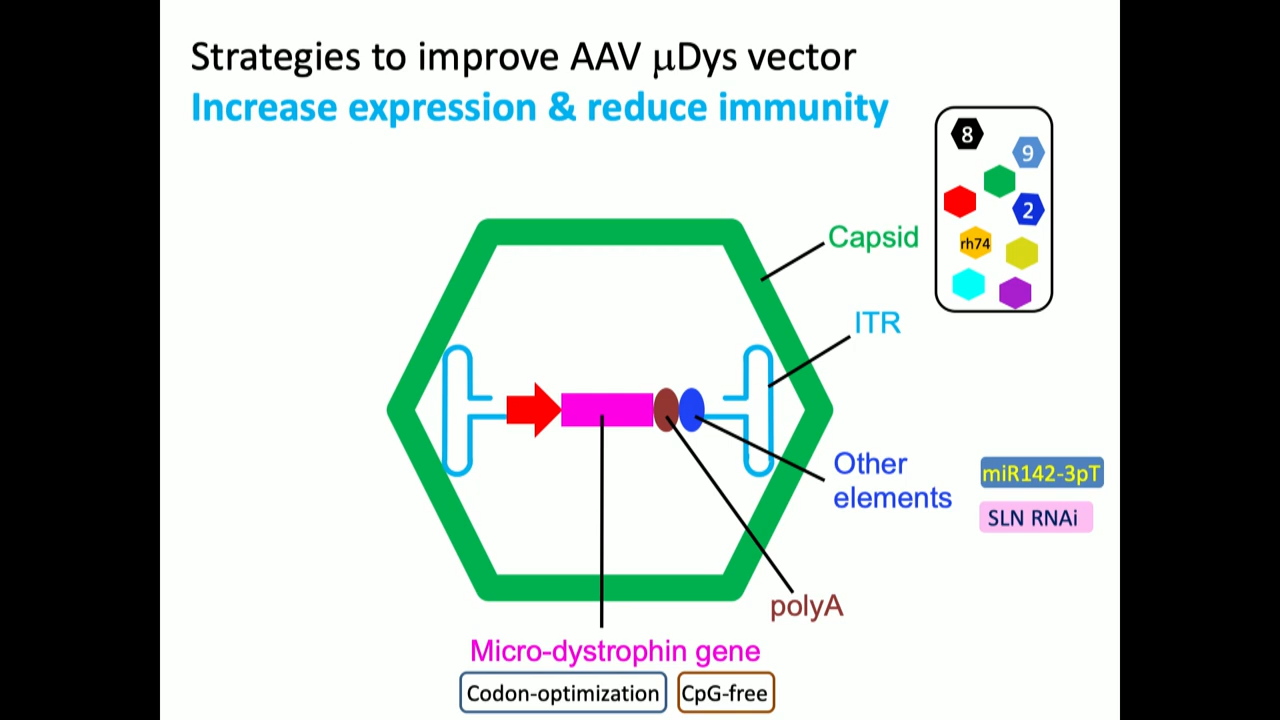 Strategies to improve AAV μDys vector
Increase expression & reduce immunity
8
9
2
rh74
Capsid
ITR
Other
elements
miR142-3pT
SLN RNAi
polyA
Micro-dystrophin gene
Codon-optimization
CpG-free